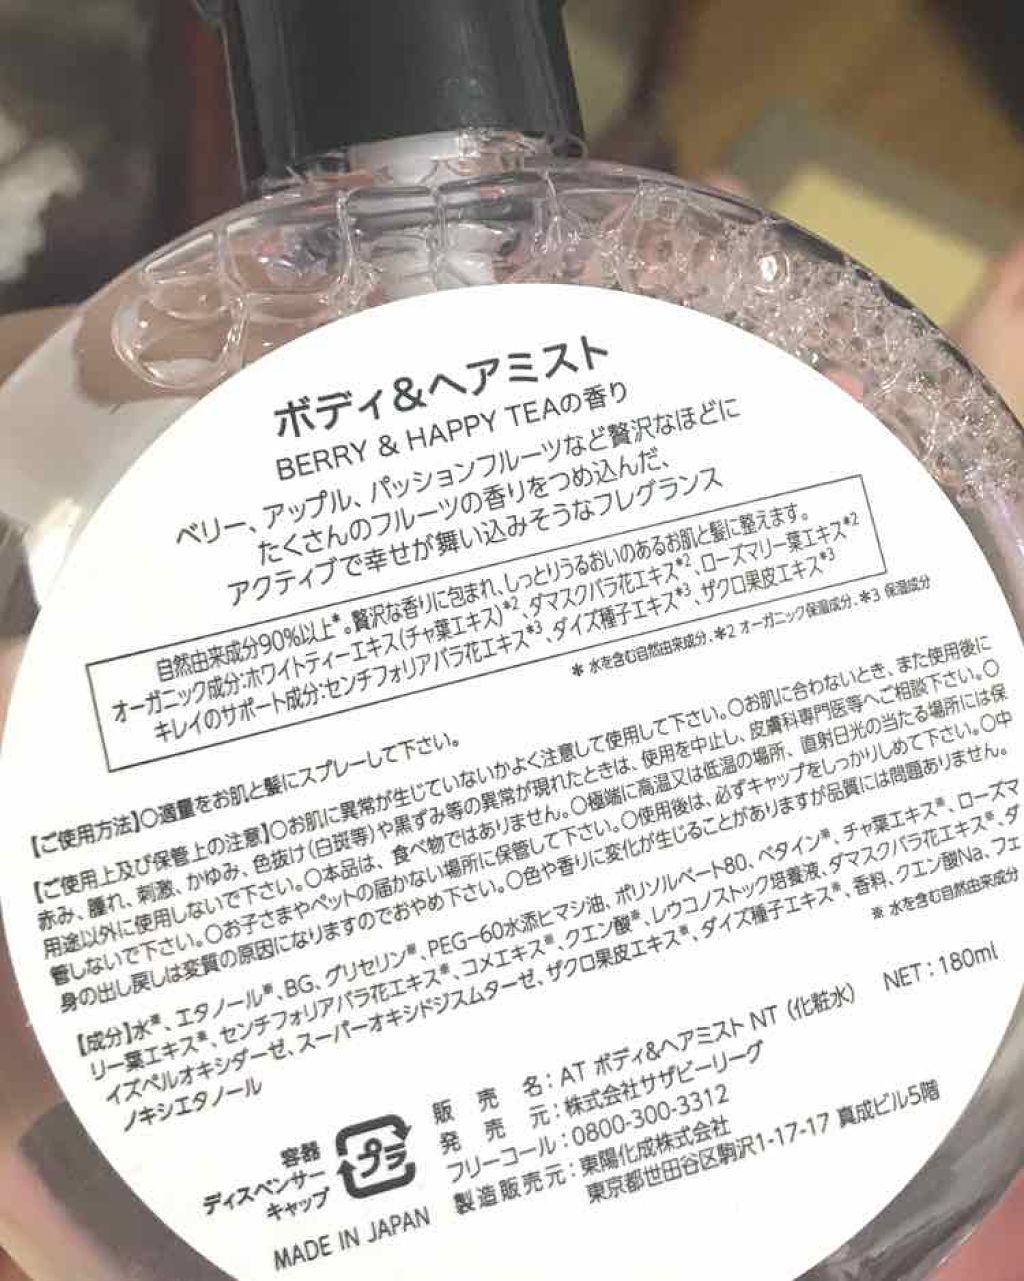 ボディ&ヘアミスト
BERRY & HAPPY TEAの香り
ベリー、アップル、パッションフルーツなど贅沢なほどに
たくさんのフルーツの香りをつめ込んだ、
アクティブで幸せが舞い込みそうなフレグランス
自然由来成分90%以上*。贅沢な香りに包まれ、しっとりうるおいのあるお肌と髪に整えます。
オーガニック成分:ホワイトティーエキス(チャ葉エキス)*2、ダマスクバラ花エキス*2、ローズマリー葉エキス*2
キレイのサポート成分:センチフォリアバラ花エキス*3、ダイズ種子エキス*3、ザクロ果皮エキス*3
* 水を含む自然由来成分、*2 オーガニック保湿成分、*3 保湿成分
【ご使用方法】○適量をお肌と髪にスプレーして下さい。
【ご使用上及び保管上の注意】○お肌に異常が生じていないかよく注意して使用して下さい。○お肌に合わないとき、また使用後に
赤み、腫れ、刺激、かゆみ、色抜け(白斑等)や黒ずみ等の異常が現れたときは、使用を中止し、皮膚科専門医等へご相談下さい。○
用途以外に使用しないで下さい。○本品は、食べ物ではありません。○極端に高温又は低温の場所、直射日光の当たる場所には保
管しないで下さい。○お子さまやペットの届かない場所に保管して下さい。○使用後は、必ずキャップをしっかりしめて下さい。○中
身の出し戻しは変質の原因になりますのでおやめ下さい。○色や香りに変化が生じることがありますが品質には問題ありません。
【成分】水※、エタノール※、BG、グリセリン※、PEG-60水添ヒマシ油、ポリソルベート80、ベタイン※、チャ葉エキス※、ローズマ
リー葉エキス※、センチフォリアバラ花エキス※、コメエキス※、クエン酸※、レウコノストック培養液、ダマスクバラ花エキス※、ダ
イズペルオキシダーゼ、スーパーオキシドジスムターゼ、ザクロ果皮エキス※、ダイズ種子エキス※、香料、クエン酸Na、フェ
ノキシエタノール
※ 水を含む自然由来成分
NET:180ml
販売名:AT ボディ&ヘアミスト NT (化粧水)
発売元:株式会社サザビーリーグ
フリーコール:0800-300-3312
製造販売元:東陽化成株式会社
東京都世田谷区駒沢1-17-17 真成ビル5階
容器
ディスペンサー
キャップ
プラ
MADE IN JAPAN